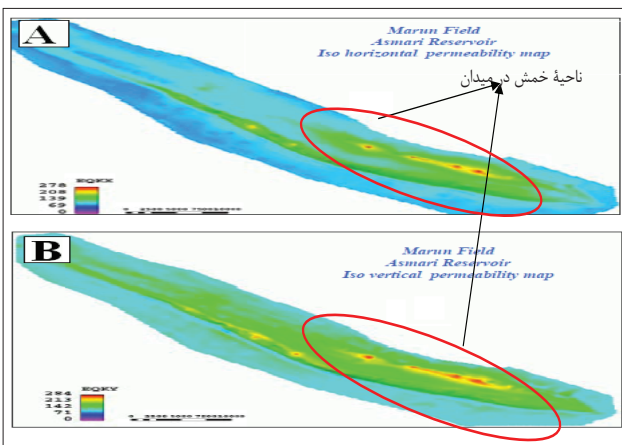 A
Marun Field
Asmari Reservoir
Iso horizontal permeability map
ناحیهٔ خمش در میدان
EQKX
278
208
139
69
0
B
Marun Field
Asmari Reservoir
Iso vertical permeability map
EQKY
284
213
142
71
0